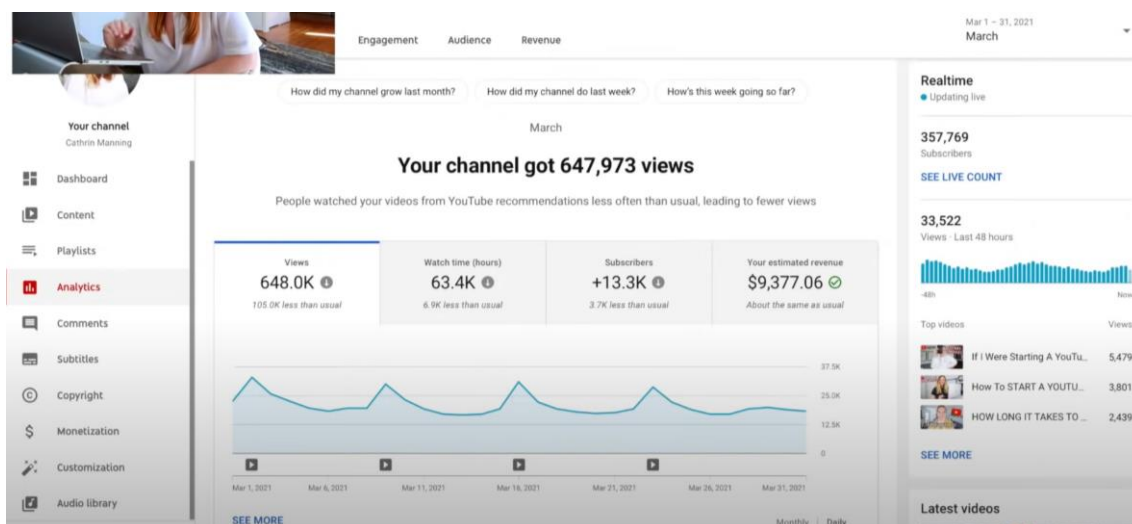 Engagement Audience Revenue
Mar 1 – 31, 2021
March
How did my channel grow last month? How did my channel do last week? How's this week going so far?
Your channel
Cathrin Manning
Dashboard
Content
Playlists
Analytics
Comments
Subtitles
Copyright
Monetization
Customization
Audio library
March
Your channel got 647,973 views
People watched your videos from YouTube recommendations less often than usual, leading to fewer views
Views
648.0K
105.0K less than usual
Watch time (hours)
63.4K
6.9K less than usual
Subscribers
+13.3K
3.7K less than usual
Your estimated revenue
$9,377.06
About the same as usual
37.5K
25.0K
12.5K
0
Mar 1, 2021 Mar 6, 2021 Mar 11, 2021 Mar 16, 2021 Mar 21, 2021 Mar 26, 2021 Mar 31, 2021
SEE MORE
Monthly Daily
Realtime
Updating live
357,769
Subscribers
SEE LIVE COUNT
33,522
Views · Last 48 hours
-48h Now
Top videos Views
If I Were Starting A YouTu... 5,479
How To START A YOUTU... 3,801
HOW LONG IT TAKES TO ... 2,439
SEE MORE
Latest videos